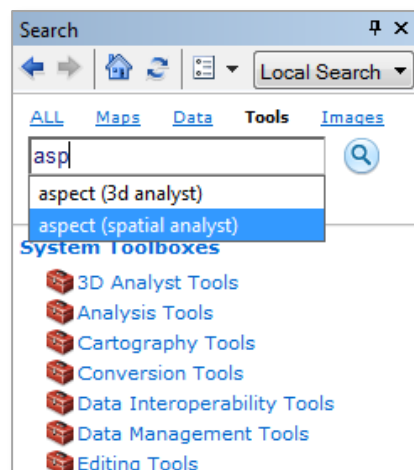 Search
Local Search
ALL Maps Data Tools Images
asp
aspect (3d analyst)
aspect (spatial analyst)
System Toolboxes
3D Analyst Tools
Analysis Tools
Cartography Tools
Conversion Tools
Data Interoperability Tools
Data Management Tools
Editing Tools